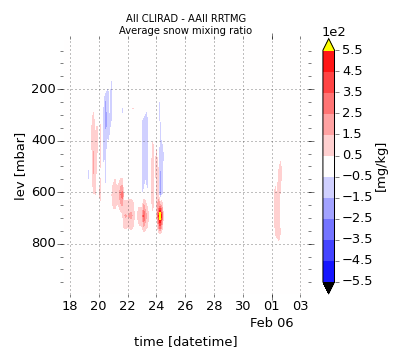 All CLIRAD - AAll RRTMG
Average snow mixing ratio
1e2
5.5
4.5
3.5
2.5
1.5
0.5
−0.5
−1.5
−2.5
−3.5
−4.5
−5.5
[mg/kg]
lev [mbar]
200
400
600
800
18 20 22 24 26 28 30 01 03
Feb 06
time [datetime]